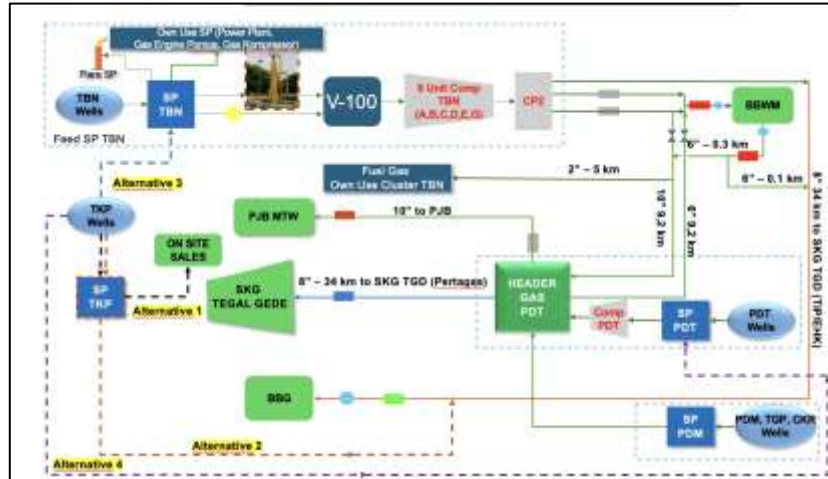 Own Use SP (Power Plant,
Gas Engine Pompa, Gas Kompresor)
Flare SP
TBN
Wells
SP
TBN
V-100
Unit Comp
TBN
(A,B,C,D,E,G)
CP2
BBWM
Feed SP TBN
6" – 0.3 km
6" – 0.1 km
Alternative 3
Fuel Gas
Own Use Cluster TBN
2" – 5 km
TKP
Wells
PJB MTW
10" to PJB
10" 9,2 km
6" 9,2 km
8" 34 km to SKG TGD (TIPIEHK)
ON SITE
SALES
SP
TKP
Alternative 1
SKG
TEGAL GEDE
8" – 34 km to SKG TGD (Pertagas)
HEADER
GAS
PDT
Comp
PDT
SP
PDT
PDT
Wells
BBG
Alternative 2
SP
PDM
PDM, TGP, CKR
Wells
Alternative 4